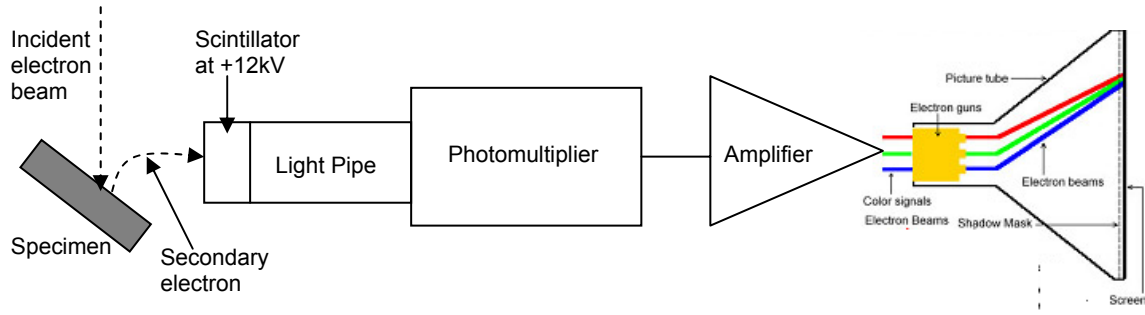 Incident
electron
beam
Scintillator
at +12kV
Specimen
Secondary
electron
Light Pipe
Photomultiplier
Amplifier
Picture tube
Electron guns
Electron beams
Color signals
Electron Beams
Shadow Mask
Screen